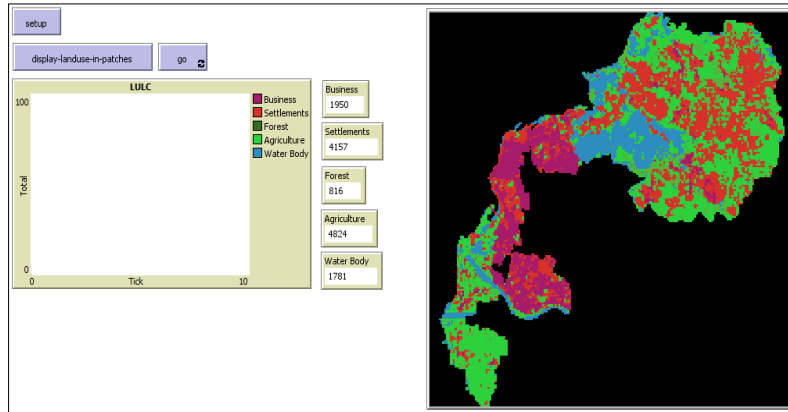 setup
display-landuse-in-patches
go
LULC
100
Total
0
0
Tick
10
Business
Settlements
Forest
Agriculture
Water Body
Business
1950
Settlements
4157
Forest
816
Agriculture
4824
Water Body
1781